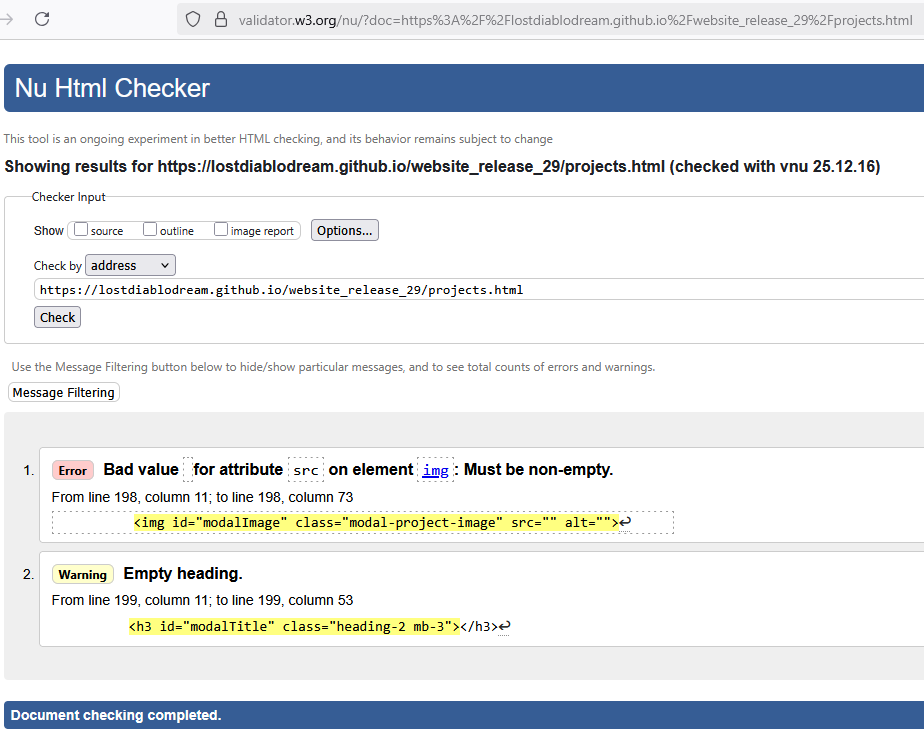 validator.w3.org/nu/?doc=https%3A%2F%2Flostdiablodream.github.io%2Fwebsite_release_29%2Fprojects.html
Nu Html Checker
This tool is an ongoing experiment in better HTML checking, and its behavior remains subject to change
Showing results for https://lostdiablodream.github.io/website_release_29/projects.html (checked with vnu 25.12.16)
Checker Input
Show source outline image report Options...
Check by address
https://lostdiablodream.github.io/website_release_29/projects.html
Check
Use the Message Filtering button below to hide/show particular messages, and to see total counts of errors and warnings.
Message Filtering
1. Error Bad value for attribute src on element img: Must be non-empty.
From line 198, column 11; to line 198, column 73
<img id="modalImage" class="modal-project-image" src="" alt="">↩
2. Warning Empty heading.
From line 199, column 11; to line 199, column 53
<h3 id="modalTitle" class="heading-2 mb-3"></h3>↩
Document checking completed.